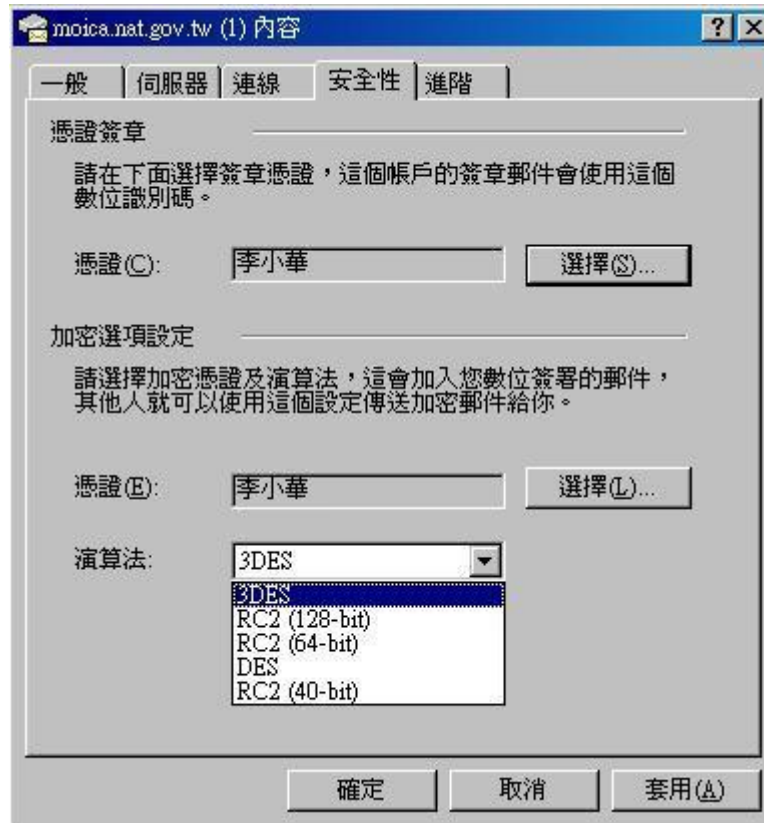 moica.nat.gov.tw (1) 內容
一般 伺服器 連線 安全性 進階
憑證簽章
請在下面選擇簽章憑證，這個帳戶的簽章郵件會使用這個
數位識別碼。
憑證(C): 李小華 選擇(S)...
加密選項設定
請選擇加密憑證及演算法，這會加入您數位簽署的郵件，
其他人就可以使用這個設定傳送加密郵件給你。
憑證(E): 李小華 選擇(L)...
演算法: 3DES
3DES
RC2 (128-bit)
RC2 (64-bit)
DES
RC2 (40-bit)
確定 取消 套用(A)